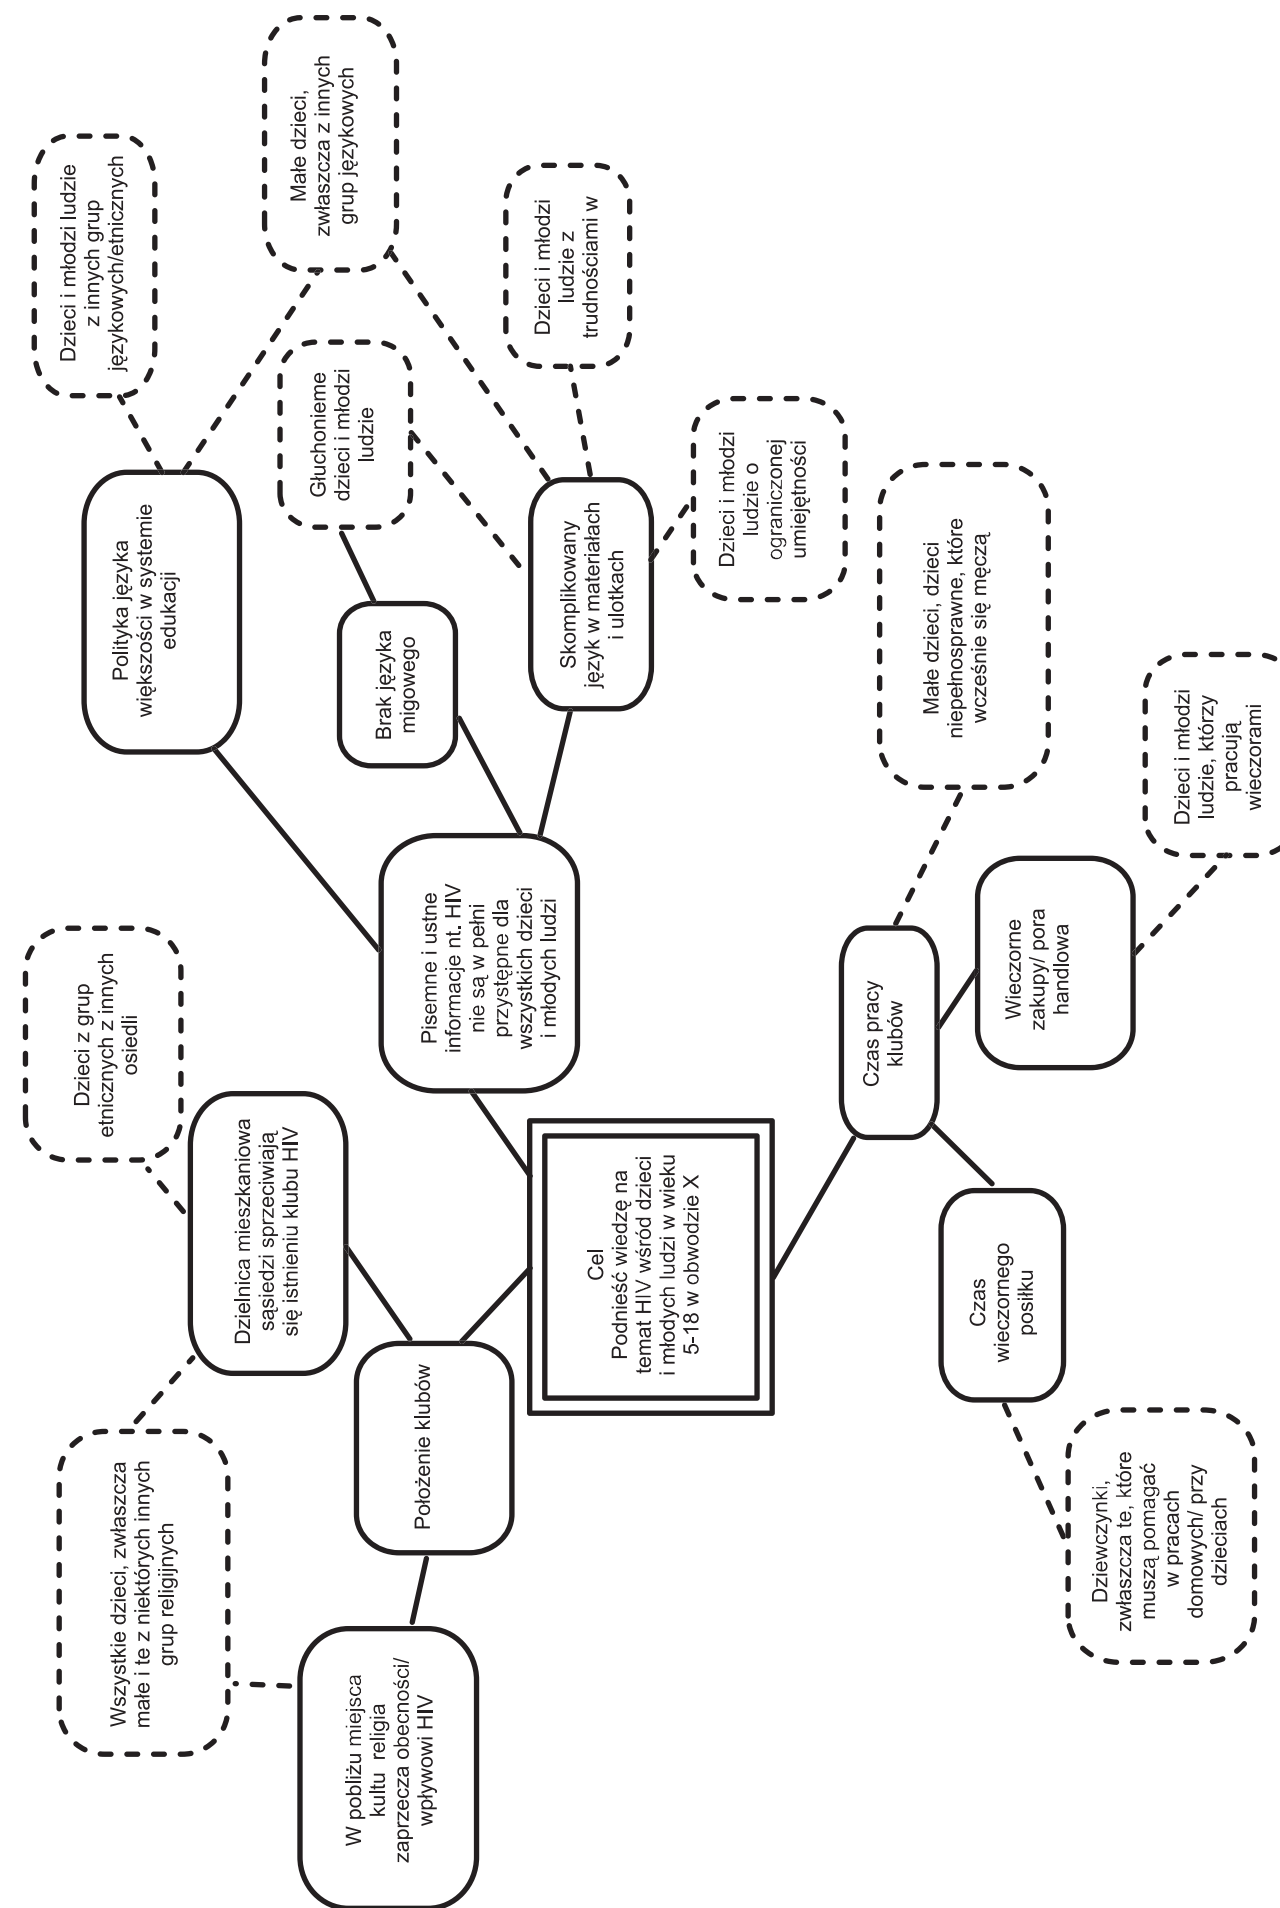 Wszystkie dzieci, zwłaszcza
małe i te z niektórych innych
grup religijnych
Dzieci z grup
etnicznych z innych
osiedli
Dzieci i młodzi ludzie
z innych grup
językowych/etnicznych
Dzielnica mieszkaniowa
sąsiedzi sprzeciwiają
się istnieniu klubu HIV
Polityka języka
większości w systemie
edukacji
Małe dzieci,
zwłaszcza z innych
grup językowych
W pobliżu miejsca
kultu religia
zaprzecza obecności/
wpływowi HIV
Położenie klubów
Pisemne i ustne
informacje nt. HIV
nie są w pełni
przystępne dla
wszystkich dzieci
i młodych ludzi
Brak języka
migowego
Głuchonieme
dzieci i młodzi
ludzie
Cel
Podnieść wiedzę na
temat HIV wśród dzieci
i młodych ludzi w wieku
5-18 w obwodzie X
Skomplikowany
język w materiałach
i ulotkach
Dzieci i młodzi
ludzie z
trudnościami w
Dzieci i młodzi
ludzie o
ograniczonej
umiejętności
Czas pracy
klubów
Małe dzieci, dzieci
niepełnosprawne, które
wcześnie się męczą
Czas
wieczornego
posiłku
Wieczorne
zakupy/ pora
handlowa
Dziewczynki,
zwłaszcza te, które
muszą pomagać
w pracach
domowych/ przy
dzieciach
Dzieci i młodzi
ludzie, którzy
pracują
wieczorami